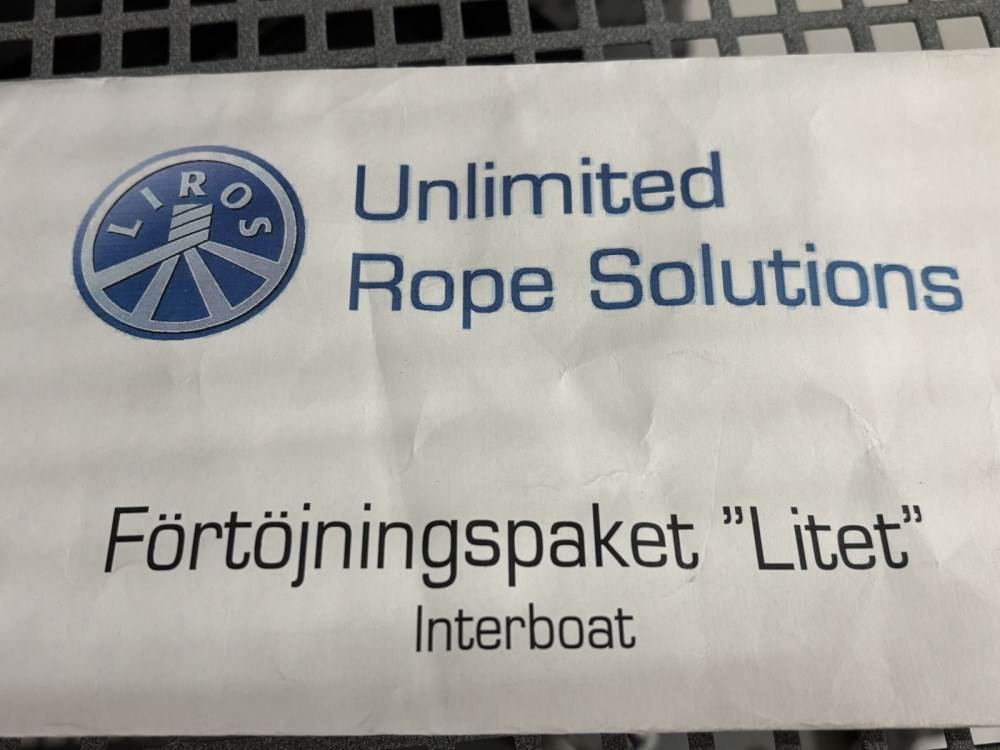 LIROS
Unlimited
Rope Solutions
Förtöjningspaket ”Litet”
Interboat